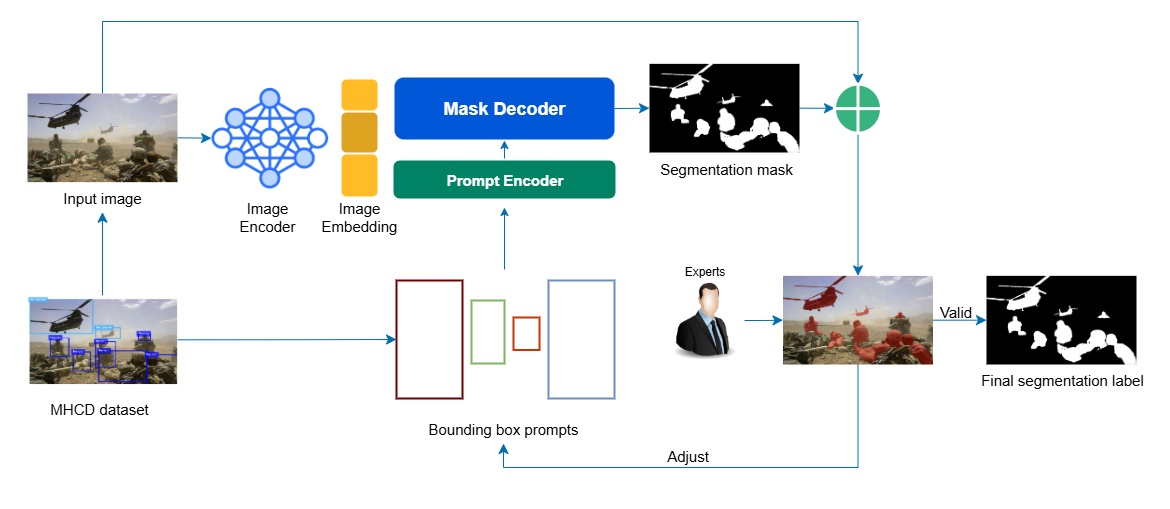 Mask Decoder
Prompt Encoder
Input image
Image
Encoder
Image
Embedding
Segmentation mask
Experts
Valid
MHCD dataset
Bounding box prompts
Final segmentation label
Adjust